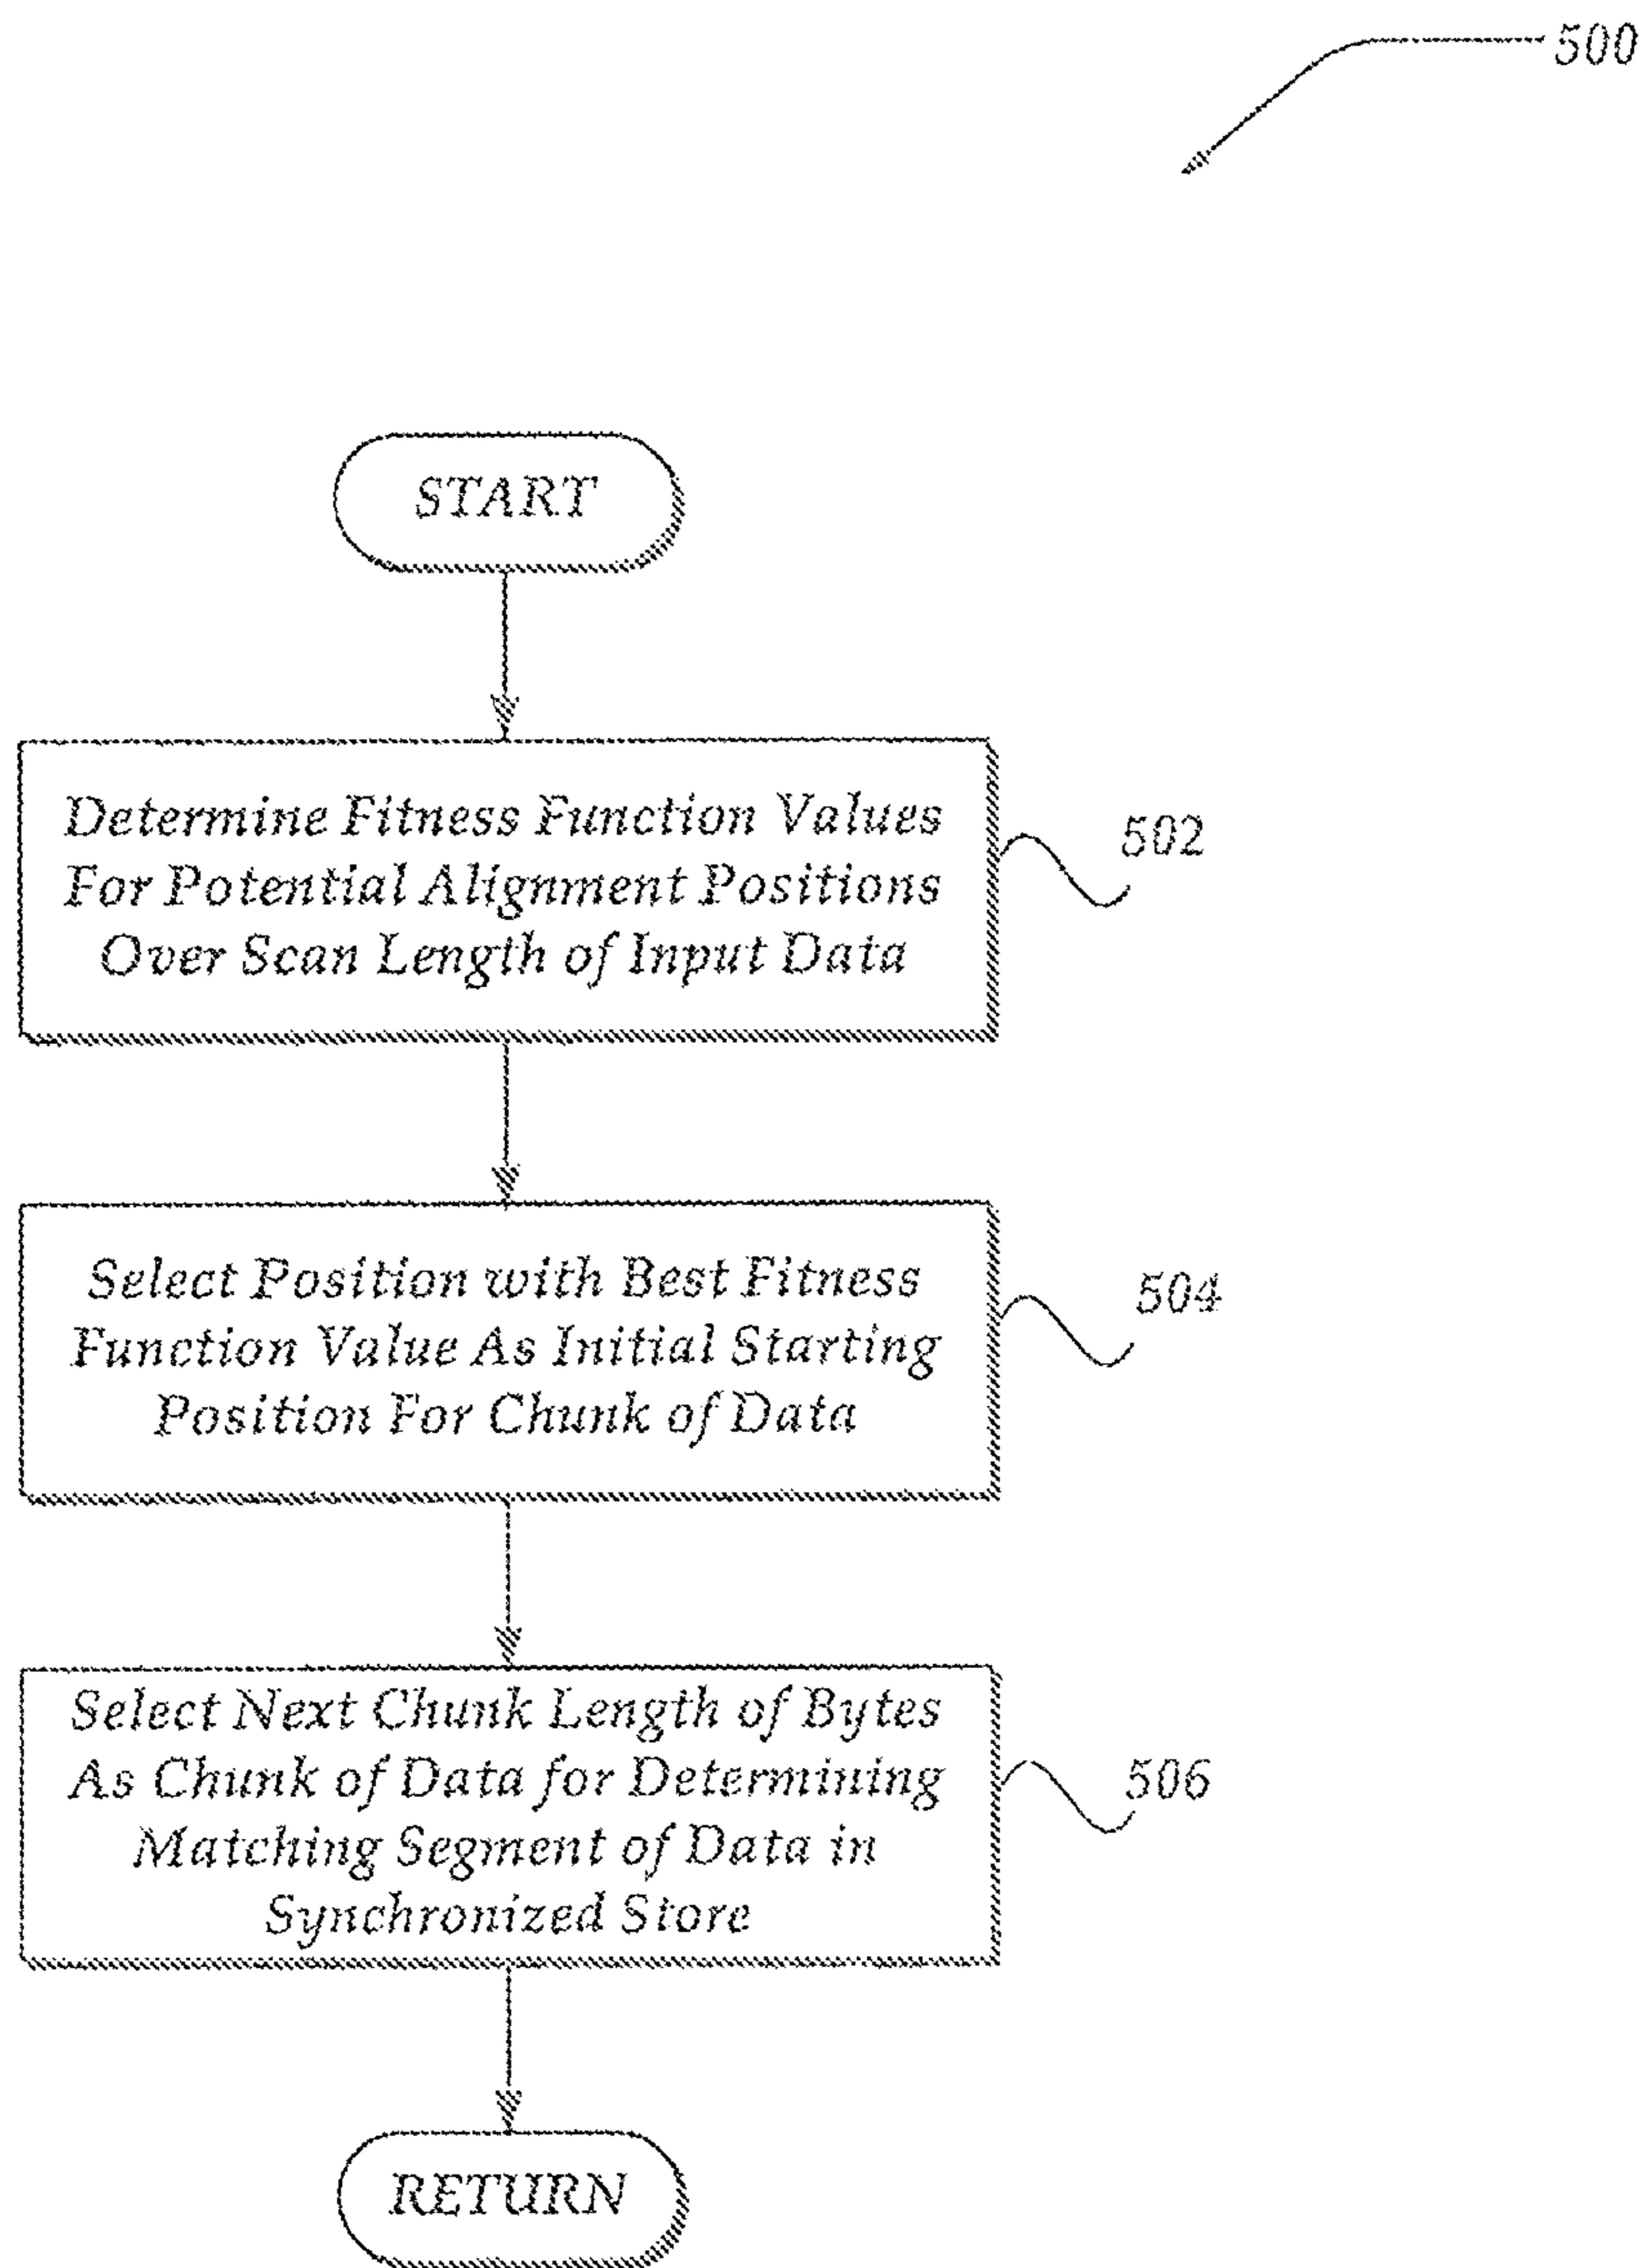 500
START
Determine Fitness Function Values
For Potential Alignment Positions
Over Scan Length of Input Data
502
Select Position with Best Fitness
Function Value As Initial Starting
Position For Chunk of Data
504
Select Next Chunk Length of Bytes
As Chunk of Data for Determining
Matching Segment of Data in
Synchronized Store
506
RETURN